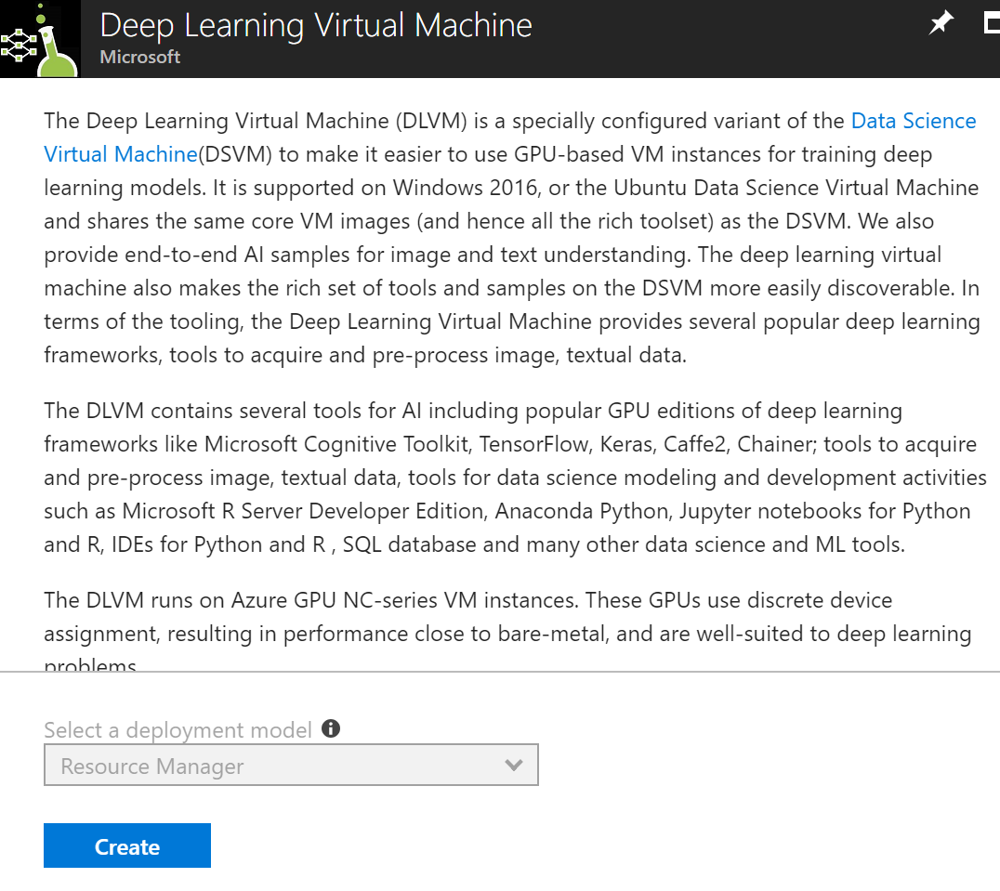 Deep Learning Virtual Machine
Microsoft
The Deep Learning Virtual Machine (DLVM) is a specially configured variant of the Data Science
Virtual Machine(DSVM) to make it easier to use GPU-based VM instances for training deep
learning models. It is supported on Windows 2016, or the Ubuntu Data Science Virtual Machine
and shares the same core VM images (and hence all the rich toolset) as the DSVM. We also
provide end-to-end AI samples for image and text understanding. The deep learning virtual
machine also makes the rich set of tools and samples on the DSVM more easily discoverable. In
terms of the tooling, the Deep Learning Virtual Machine provides several popular deep learning
frameworks, tools to acquire and pre-process image, textual data.
The DLVM contains several tools for AI including popular GPU editions of deep learning
frameworks like Microsoft Cognitive Toolkit, TensorFlow, Keras, Caffe2, Chainer; tools to acquire
and pre-process image, textual data, tools for data science modeling and development activities
such as Microsoft R Server Developer Edition, Anaconda Python, Jupyter notebooks for Python
and R, IDEs for Python and R , SQL database and many other data science and ML tools.
The DLVM runs on Azure GPU NC-series VM instances. These GPUs use discrete device
assignment, resulting in performance close to bare-metal, and are well-suited to deep learning
problems.
Select a deployment model
Resource Manager
Create